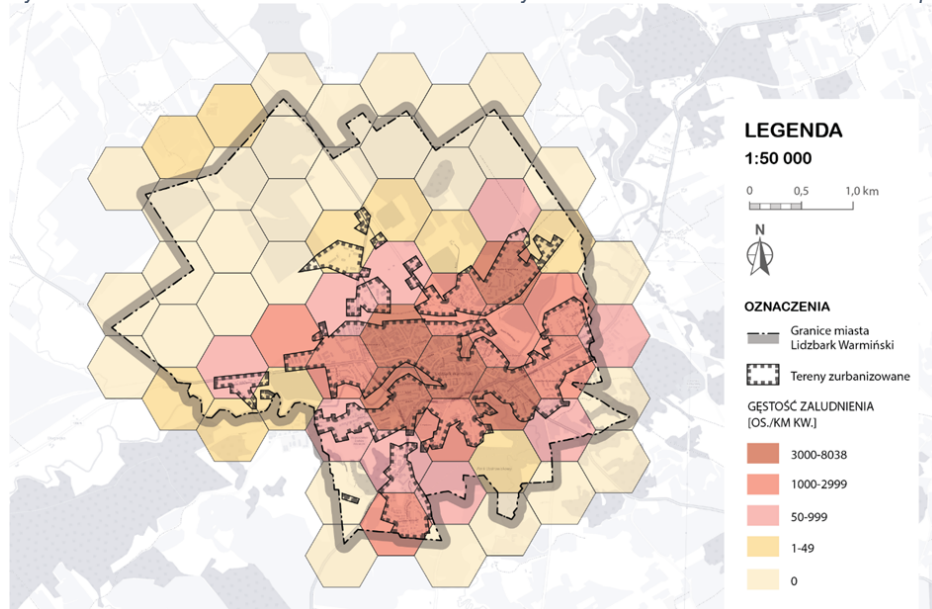 LEGENDA
1:50 000
0 0,5 1,0 km
N
OZNACZENIA
Granice miasta
Lidzbark Warmiński
Tereny zurbanizowane
GĘSTOŚĆ ZALUDNIENIA
[OS./KM KW.]
3000-8038
1000-2999
50-999
1-49
0